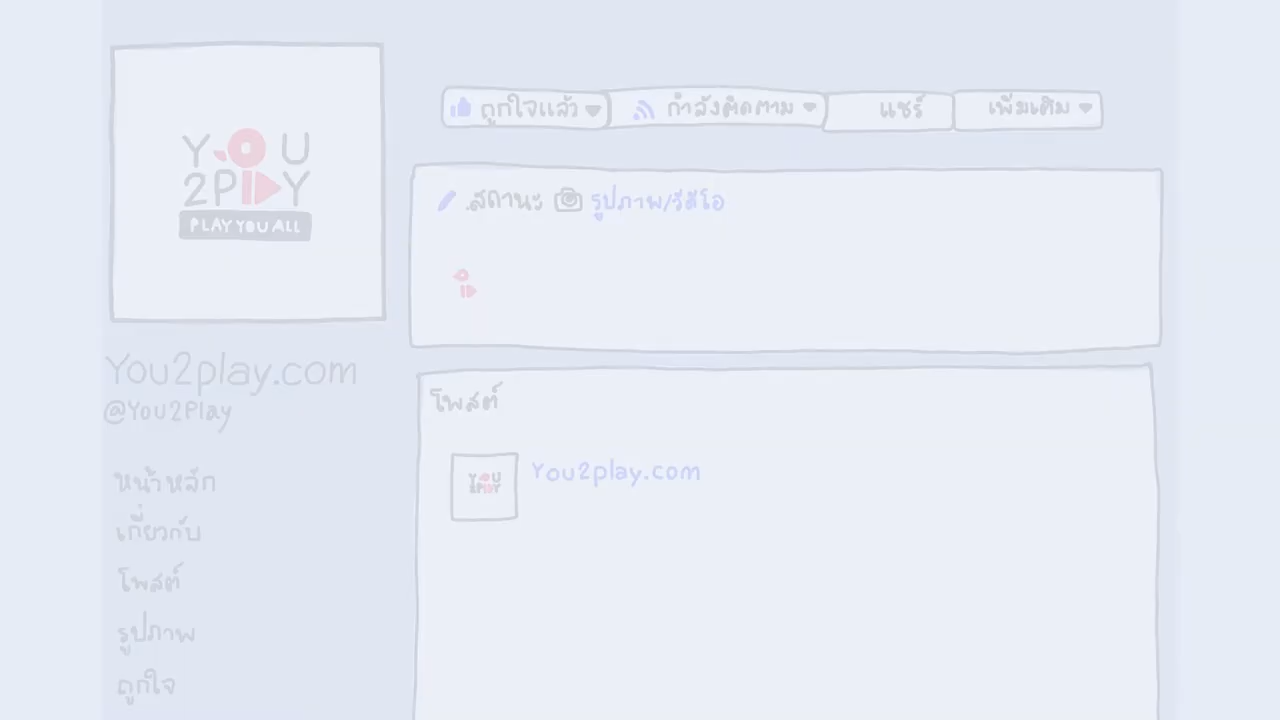 YOU
2PLAY
PLAY YOU ALL
ถูกใจแล้ว กำลังติดตาม แชร์ เพิ่มเติม
.สถานะ รูปภาพ/วีดีโอ
You2play.com
@You2Play
หน้าหลัก
เกี่ยวกับ
โพสต์
รูปภาพ
ถูกใจ
โพสต์
YOU
2PLAY
You2play.com